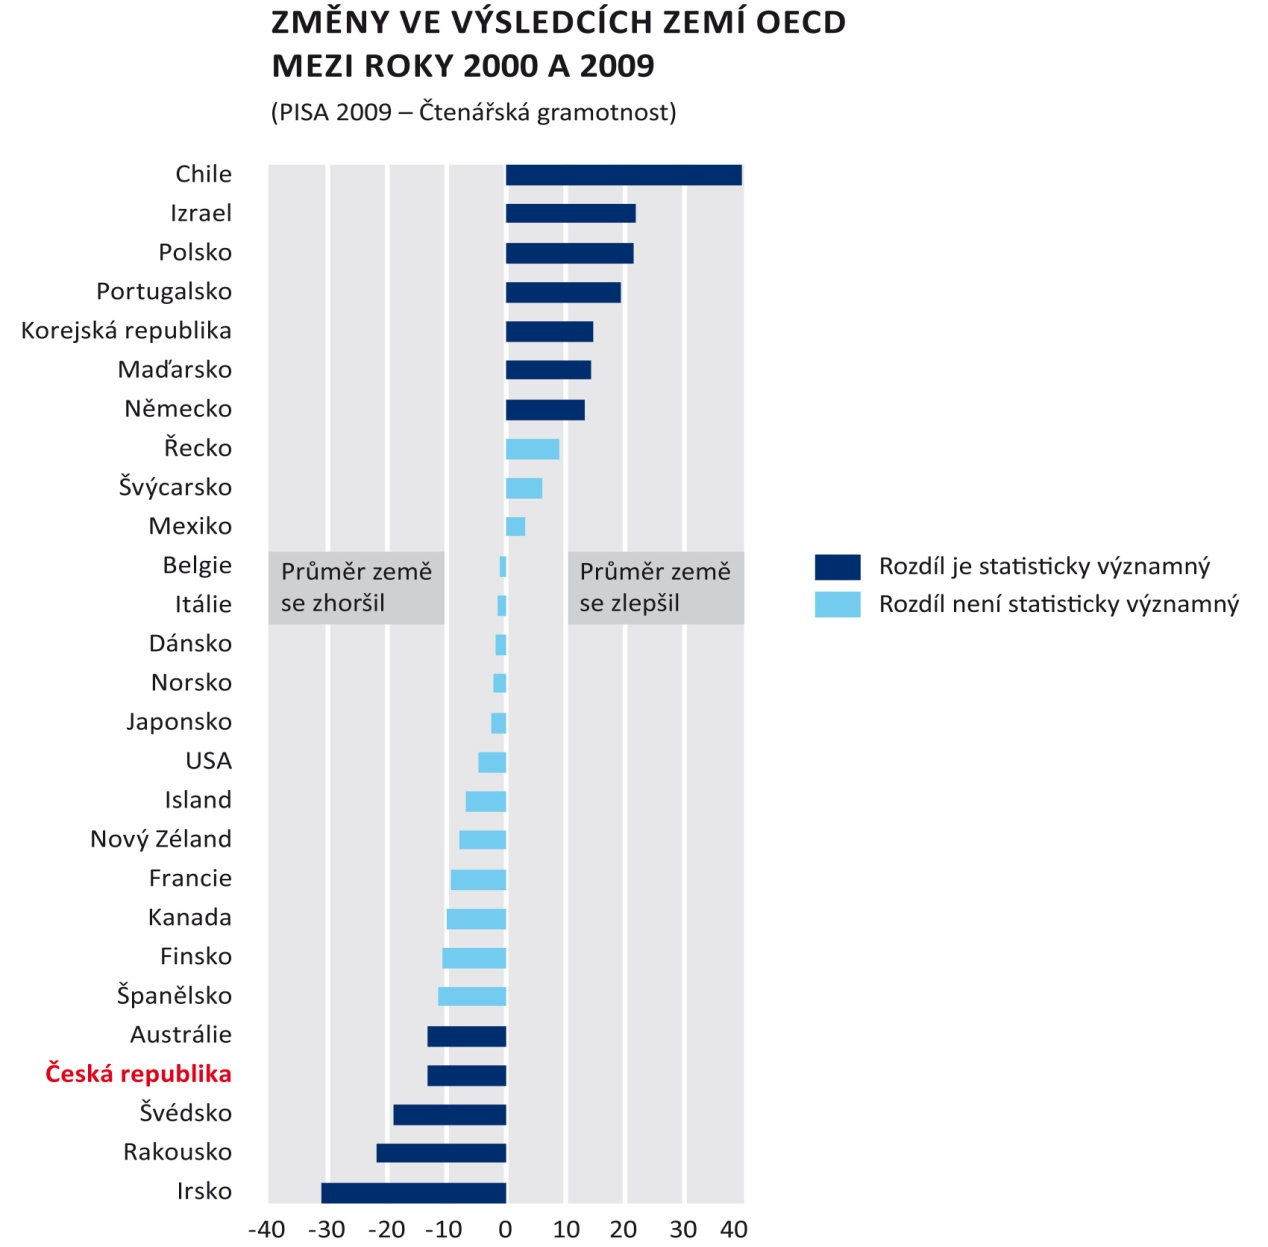 ZMĚNY VE VÝSLEDCÍCH ZEMÍ OECD
MEZI ROKY 2000 A 2009
(PISA 2009 – Čtenářská gramotnost)
Chile
Izrael
Polsko
Portugalsko
Korejská republika
Maďarsko
Německo
Řecko
Švýcarsko
Mexiko
Belgie
Itálie
Dánsko
Norsko
Japonsko
USA
Island
Nový Zéland
Francie
Kanada
Finsko
Španělsko
Austrálie
Česká republika
Švédsko
Rakousko
Irsko
Průměr země
se zhoršil
Průměr země
se zlepšil
Rozdíl je statisticky významný
Rozdíl není statisticky významný
-40 -30 -20 -10 0 10 20 30 40